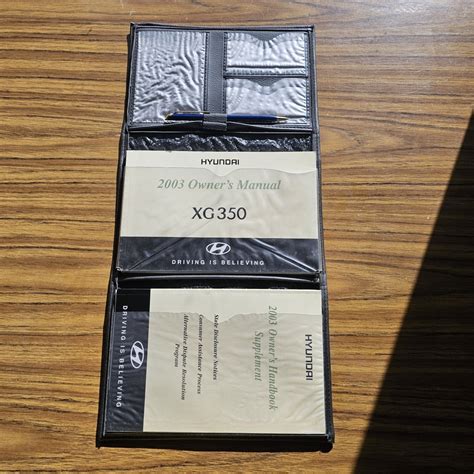 HYUNDAI
2003 Owner's Manual
XG350
DRIVING IS BELIEVING
HYUNDAI
2003 Owner's Handbook
Supplement
State Disclosure Notices
Consumer Assistance Process
Alternative Dispute Resolution
Program
DRIVING IS BELIEVING